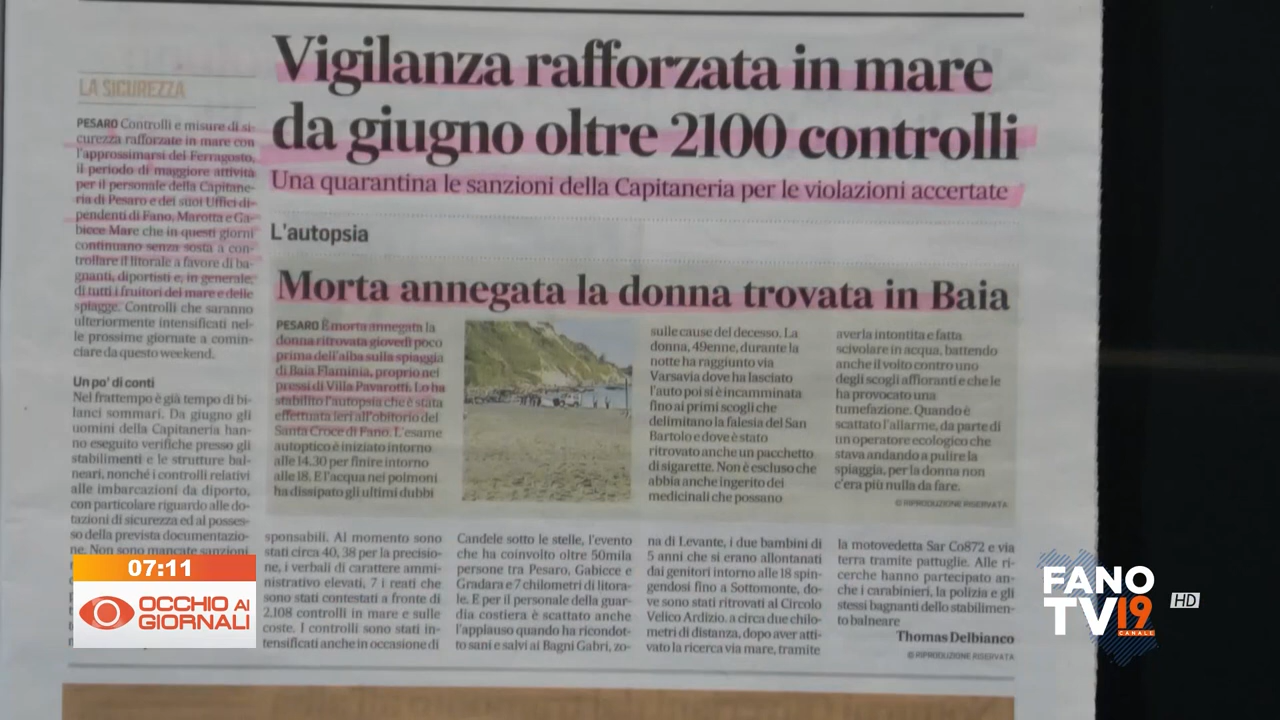 Vigilanza rafforzata in mare
da giugno oltre 2100 controlli
Una quarantina le sanzioni della Capitaneria per le violazioni accertate
LA SICUREZZA
PESARO Controlli e misure di si-
curezza rafforzate in mare con
l'approssimarsi del Ferragosto,
il periodo di maggiore attività
per il personale della Capitane-
ria di Pesaro e dei suoi Uffici di-
pendenti di Fano, Marotta e Ga-
bicce Mare che in questi giorni
continuano senza sosta a con-
trollare il litorale a favore di ba-
gnanti, diportisti e, in generale,
di tutti i fruitori del mare e delle
spiagge. Controlli che saranno
ulteriormente intensificati nel-
le prossime giornate a comin-
ciare da questo weekend.
Un po' di conti
Nel frattempo è già tempo di bi-
lanci sommari. Da giugno gli
uomini della Capitaneria han-
no eseguito verifiche presso gli
stabilimenti e le strutture bal-
neari, nonché i controlli relativi
alle imbarcazioni da diporto,
con particolare riguardo alle do-
tazioni di sicurezza ed al posses-
so della prevista documentazio-
ne. Non sono mancate sanzioni
sponsabili. Al momento sono
stati circa 40, 38 per la precisio-
ne, i verbali di carattere ammi-
nistrativo elevati, 7 i reati che
sono stati contestati a fronte di
2.108 controlli in mare e sulle
coste. I controlli sono stati in-
tensificati anche in occasione di
Candele sotto le stelle, l'evento
che ha coinvolto oltre 50mila
persone tra Pesaro, Gabicce e
Gradara e 7 chilometri di litora-
le. E per il personale della guar-
dia costiera è scattato anche
l'applauso quando ha ricondot-
to sani e salvi ai Bagni Gabri, zo-
na di Levante, i due bambini di
5 anni che si erano allontanati
dai genitori intorno alle 18 spin-
gendosi fino a Sottomonte, do-
ve sono stati ritrovati al Circolo
Velico Ardizio, a circa due chilo-
metri di distanza, dopo aver atti-
vato la ricerca via mare, tramite
la motovedetta Sar Co872 e via
terra tramite pattuglie. Alle ri-
cerche hanno partecipato an-
che i carabinieri, la polizia e gli
stessi bagnanti dello stabilimen-
to balneare
Thomas Delbianco
© RIPRODUZIONE RISERVATA
L'autopsia
Morta annegata la donna trovata in Baia
PESARO È morta annegata la
donna ritrovata giovedì poco
prima dell'alba sulla spiaggia
di Baia Flaminia, proprio nei
pressi di Villa Pavarotti. Lo ha
stabilito l'autopsia che è stata
effettuata ieri all'obitorio del
Santa Croce di Fano. L'esame
autoptico è iniziato intorno
alle 14.30 per finire intorno
alle 18. E l'acqua nei polmoni
ha dissipato gli ultimi dubbi
sulle cause del decesso. La
donna, 49enne, durante la
notte ha raggiunto via
Varsavia dove ha lasciato
l'auto poi si è incamminata
fino ai primi scogli che
delimitano la falesia del San
Bartolo e dove è stato
ritrovato anche un pacchetto
di sigarette. Non è escluso che
abbia anche ingerito dei
medicinali che possano
averla intontita e fatta
scivolare in acqua, battendo
anche il volto contro uno
degli scogli affioranti e che le
ha provocato una
tumefazione. Quando è
scattato l'allarme, da parte di
un operatore ecologico che
stava andando a pulire la
spiaggia, per la donna non
c'era più nulla da fare.
© RIPRODUZIONE RISERVATA
07:11
OCCHIO AI
GIORNALI
FANO
TV19
CANALE
HD